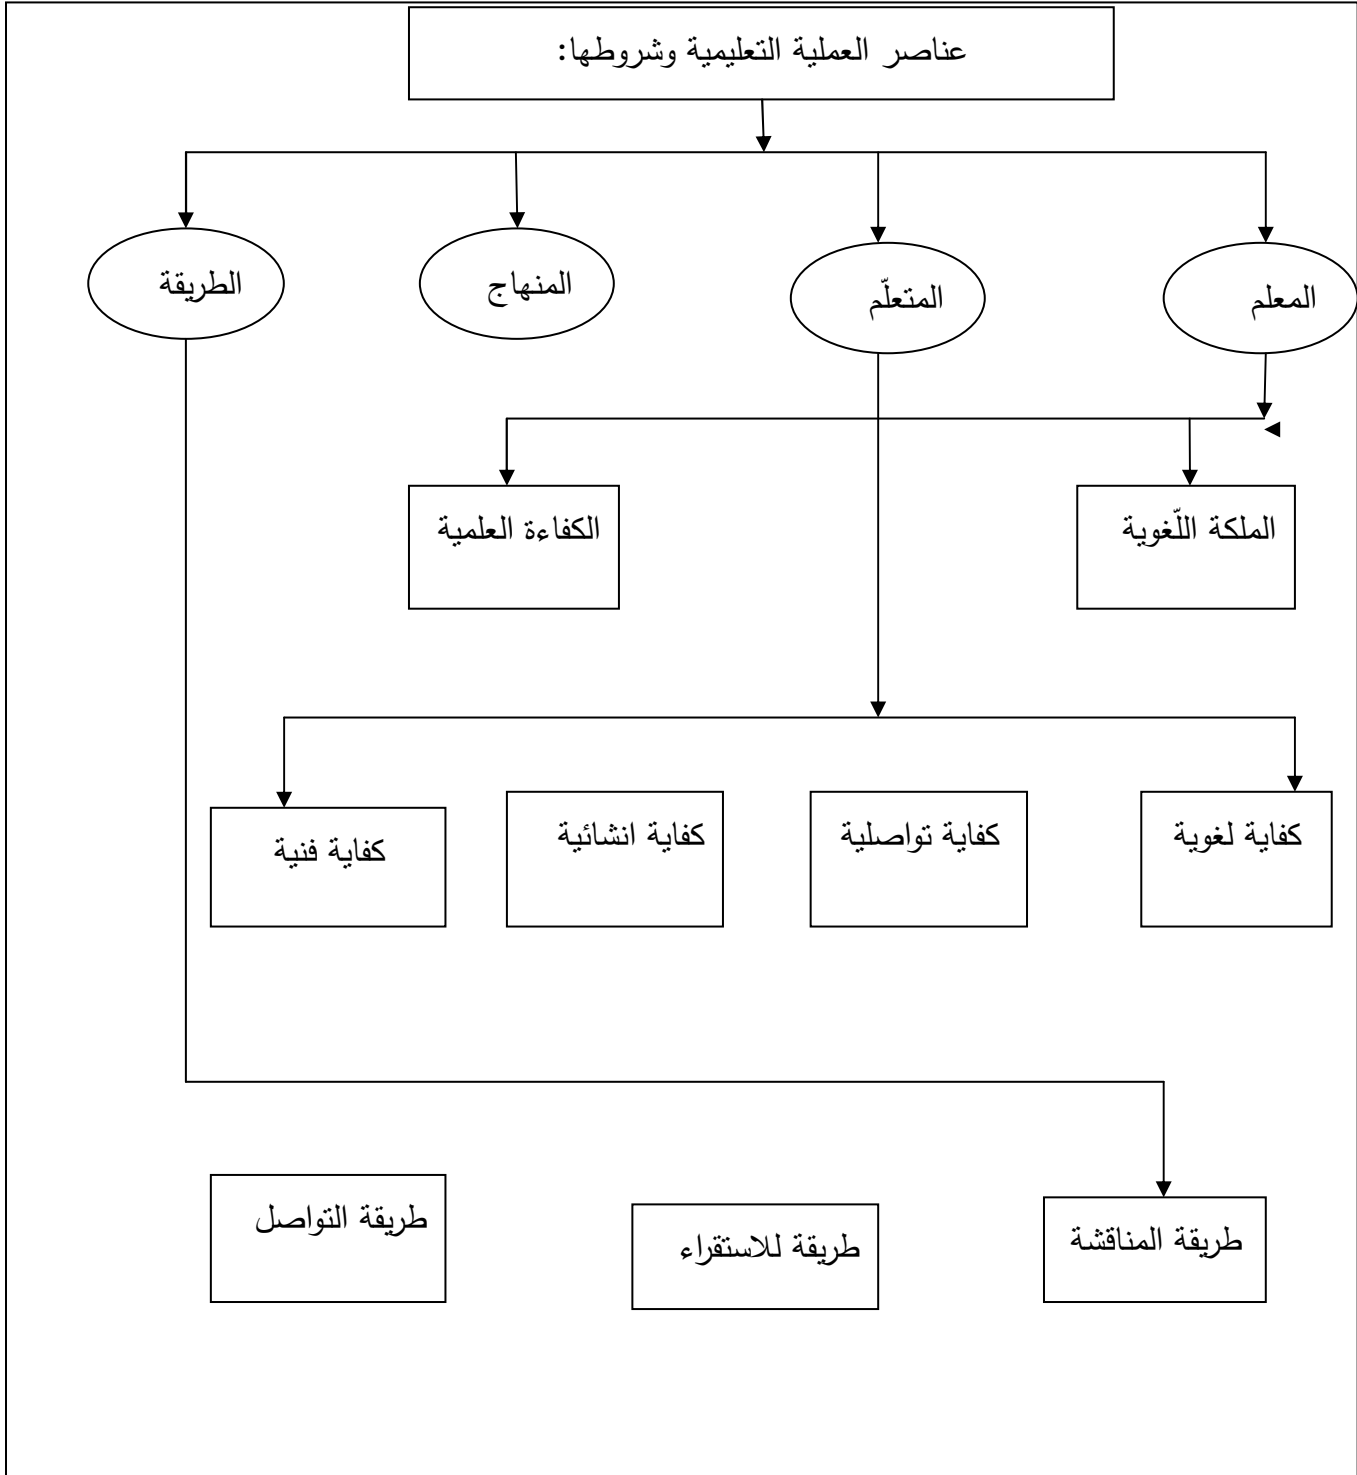 عناصر العملية التعليمية وشروطها:
المعلم
المتعلّم
المنهاج
الطريقة
الملكة اللّغوية
الكفاءة العلمية
كفاية لغوية
كفاية تواصلية
كفاية انشائية
كفاية فنية
طريقة المناقشة
طريقة للاستقراء
طريقة التواصل